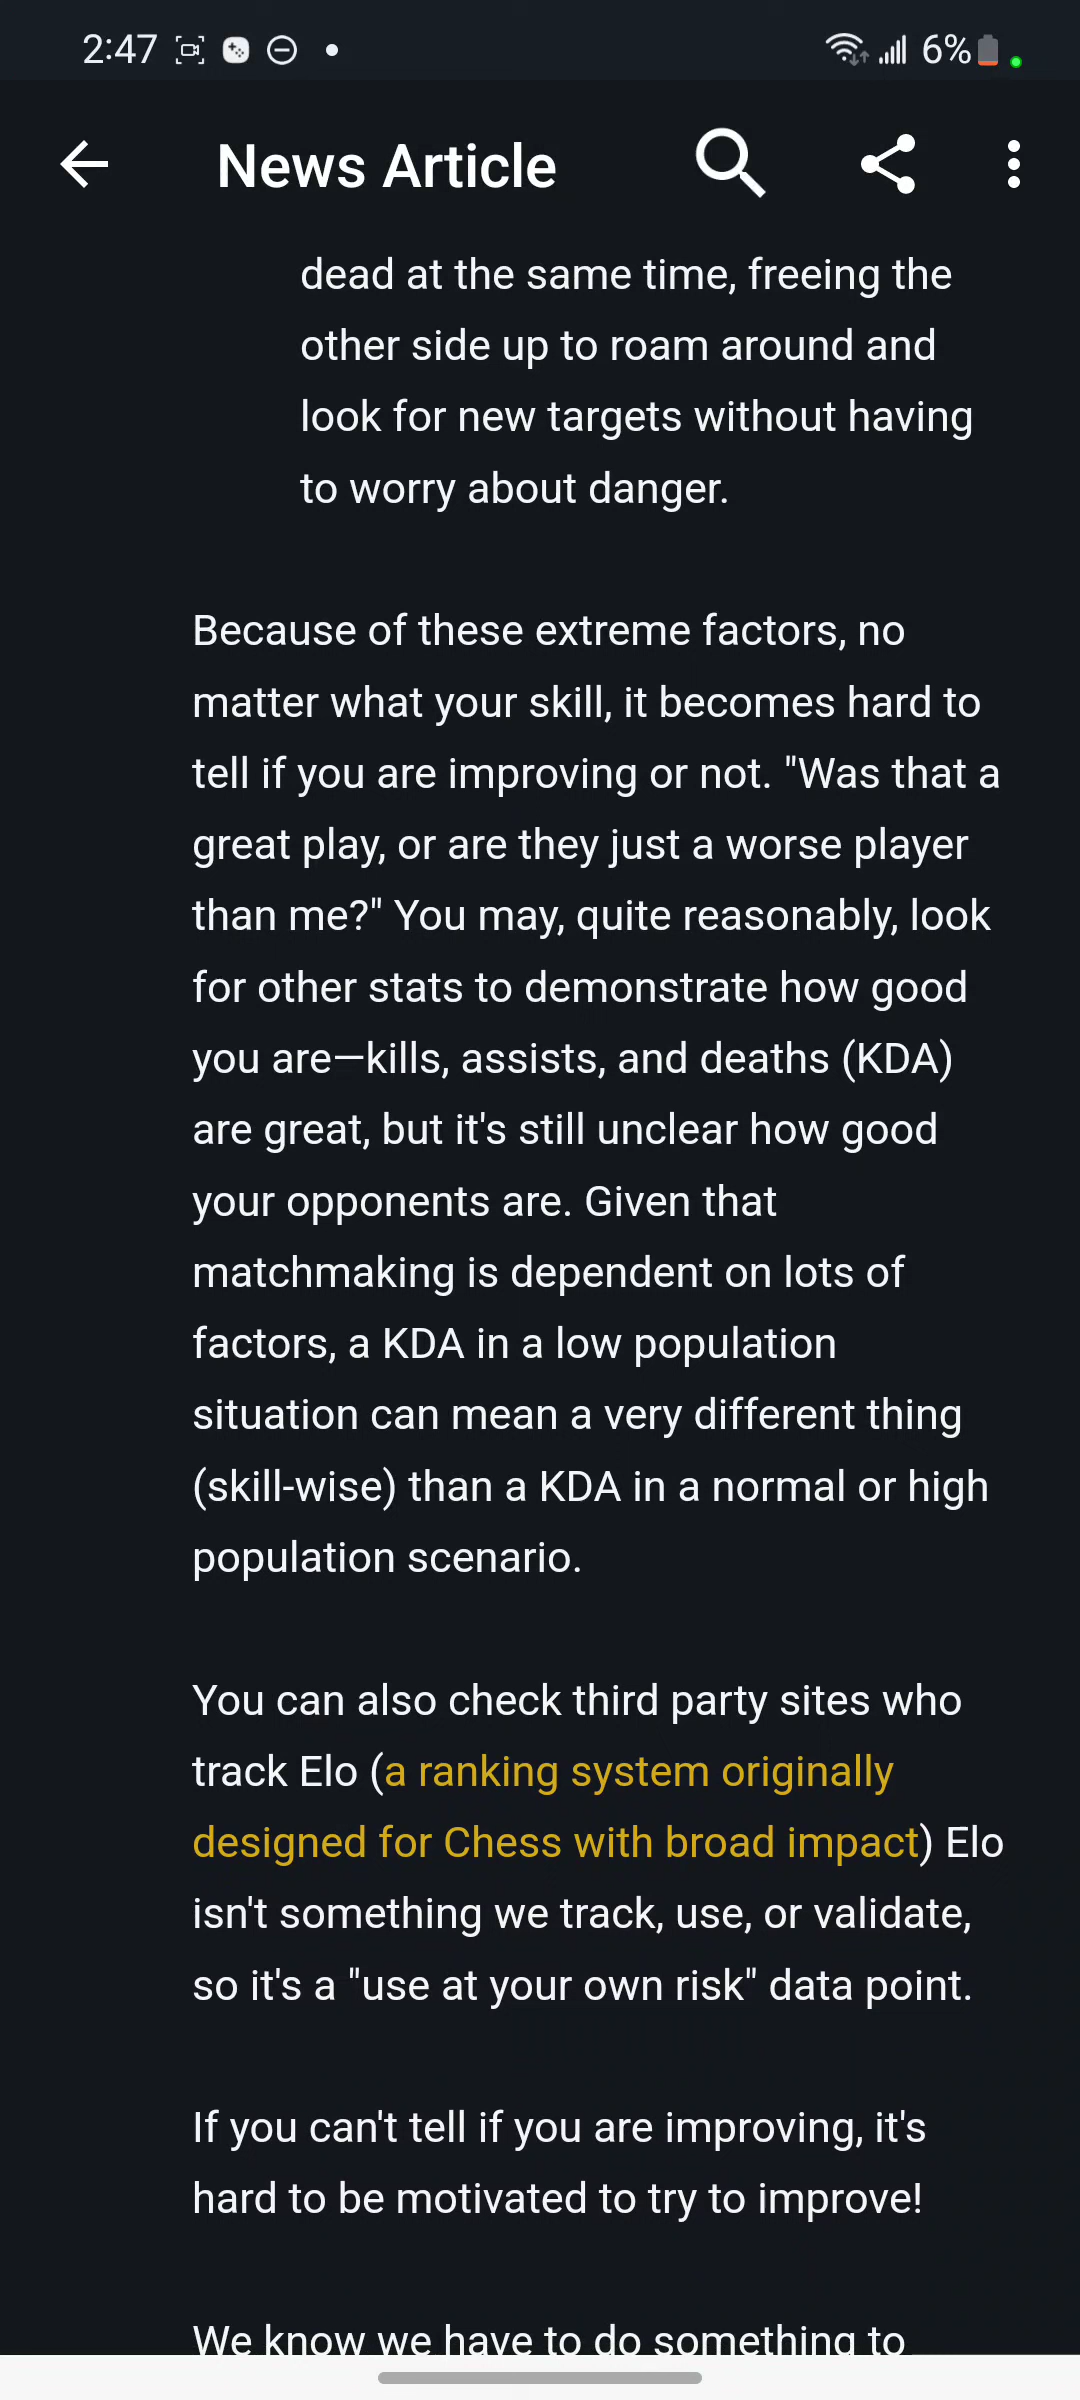 2:47
6%
News Article
dead at the same time, freeing the
other side up to roam around and
look for new targets without having
to worry about danger.
Because of these extreme factors, no
matter what your skill, it becomes hard to
tell if you are improving or not. "Was that a
great play, or are they just a worse player
than me?" You may, quite reasonably, look
for other stats to demonstrate how good
you are—kills, assists, and deaths (KDA)
are great, but it's still unclear how good
your opponents are. Given that
matchmaking is dependent on lots of
factors, a KDA in a low population
situation can mean a very different thing
(skill-wise) than a KDA in a normal or high
population scenario.
You can also check third party sites who
track Elo (a ranking system originally
designed for Chess with broad impact) Elo
isn't something we track, use, or validate,
so it's a "use at your own risk" data point.
If you can't tell if you are improving, it's
hard to be motivated to try to improve!
We know we have to do something to